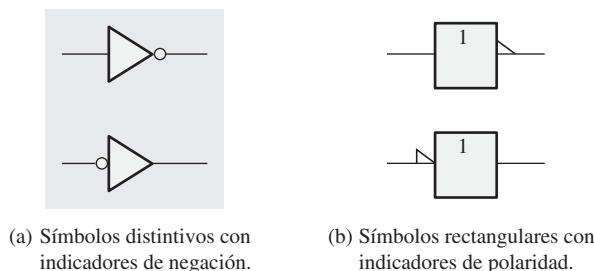 1
1
(a) Símbolos distintivos con
indicadores de negación.
(b) Símbolos rectangulares con
indicadores de polaridad.